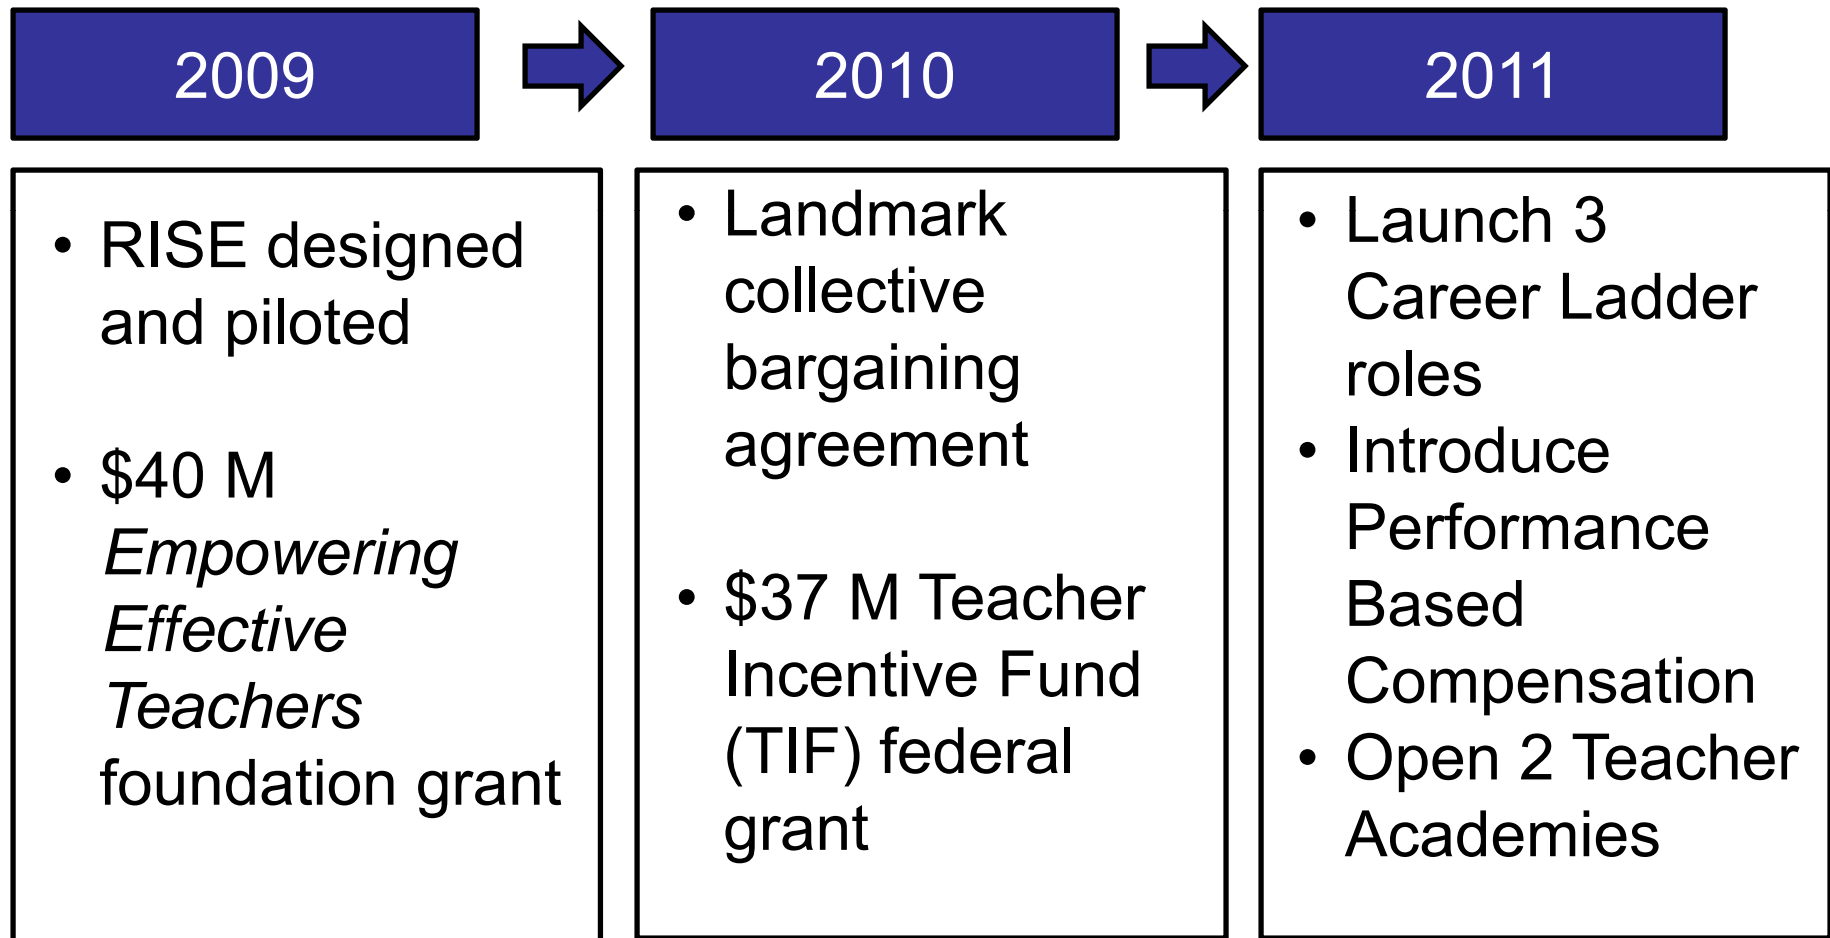 2009
2010
2011
• RISE designed
and piloted
• $40 M
Empowering
Effective
Teachers
foundation grant
• Landmark
collective
bargaining
agreement
• $37 M Teacher
Incentive Fund
(TIF) federal
grant
• Launch 3
Career Ladder
roles
• Introduce
Performance
Based
Compensation
• Open 2 Teacher
Academies